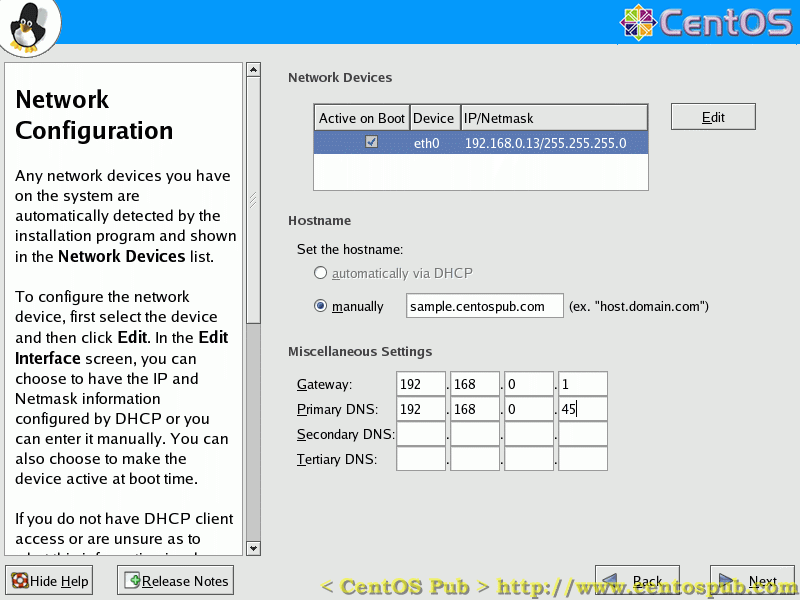 CentOS
Network
Configuration
Any network devices you have
on the system are
automatically detected by the
installation program and shown
in the Network Devices list.
To configure the network
device, first select the device
and then click Edit. In the Edit
Interface screen, you can
choose to have the IP and
Netmask information
configured by DHCP or you
can enter it manually. You can
also choose to make the
device active at boot time.
If you do not have DHCP client
access or are unsure as to
Network Devices
Active on Boot Device IP/Netmask
eth0 192.168.0.13/255.255.255.0
Edit
Hostname
Set the hostname:
automatically via DHCP
manually sample.centospub.com (ex. "host.domain.com")
Miscellaneous Settings
Gateway: 192 . 168 . 0 . 1
Primary DNS: 192 . 168 . 0 . 45
Secondary DNS: . . .
Tertiary DNS: . . .
Hide Help Release Notes Back Next
< CentOS Pub > http://www.centospub.com